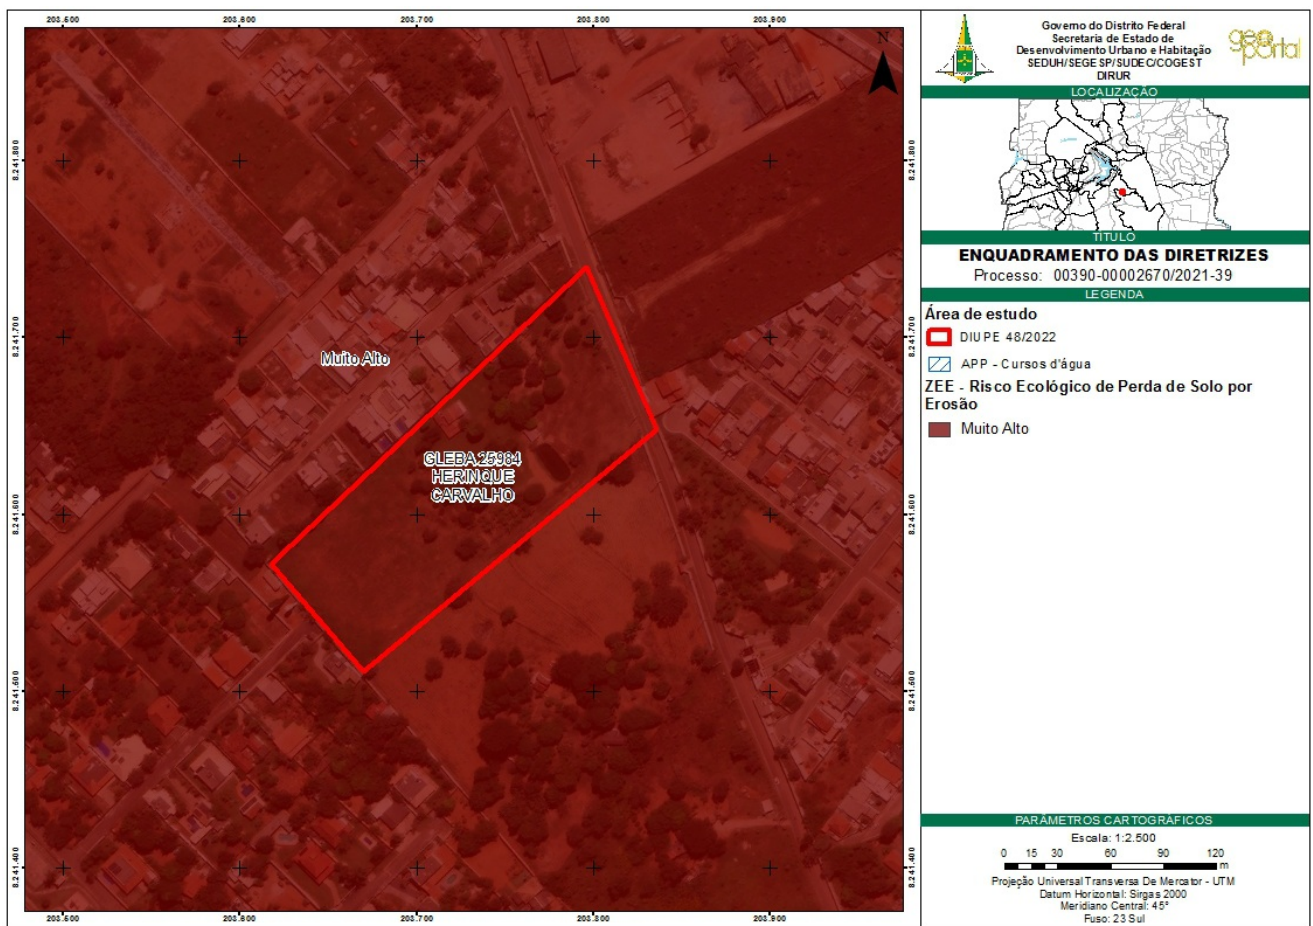 203.600
203.600
203.700
203.800
203.900
8.241.800
8.241.700
8.241.600
8.241.500
8.241.400
N
Muito Alto
GLEBA 25984
HERINQUE
CARVALHO
8.241.800
8.241.700
8.241.600
8.241.500
8.241.400
203.500
203.600
203.700
203.800
203.900
Governo do Distrito Federal
Secretaria de Estado de
Desenvolvimento Urbano e Habitação
SEDUH/SEGESP/SUDEC/COGEST
DIRUR
geo
portal
LOCALIZAÇÃO
TÍTULO
ENQUADRAMENTO DAS DIRETRIZES
Processo: 00390-00002670/2021-39
LEGENDA
Área de estudo
DIUPE 48/2022
APP - Cursos d'água
ZEE - Risco Ecológico de Perda de Solo por
Erosão
Muito Alto
PARÂMETROS CARTOGRÁFICOS
Escala: 1:2.500
0 15 30 60 90 120
m
Projeção Universal Transversa De Mercator - UTM
Datum Horizontal: Sirgas 2000
Meridiano Central: 45°
Fuso: 23 Sul